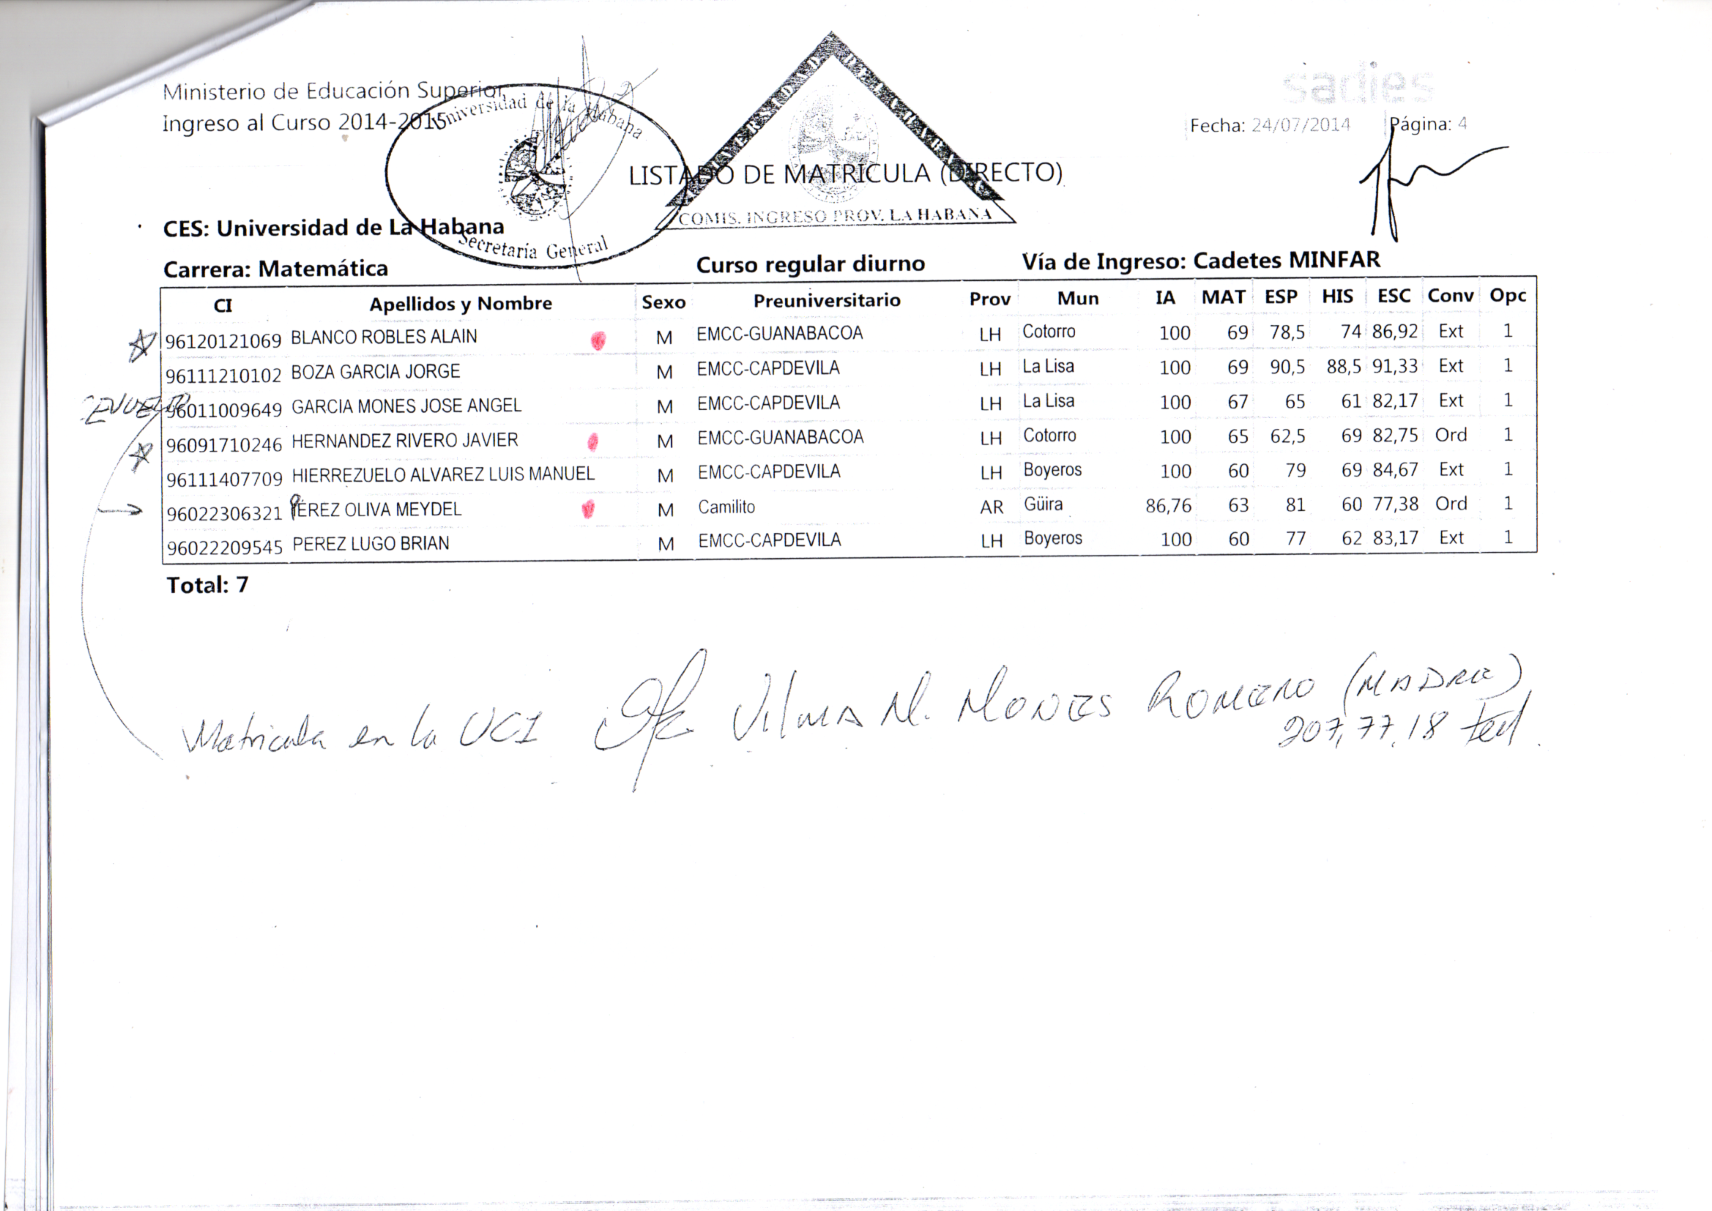 Ministerio de Educación Superior
Ingreso al Curso 2014-2015
sadies
Fecha: 24/07/2014 Página: 4
Universidad de la Habana
Secretaría General
UNIVERSIDAD DE LA HABANA
COMIS. INGRESO PROV. LA HABANA
LISTADO DE MATRICULA (DIRECTO)
CES: Universidad de La Habana
Carrera: Matemática Curso regular diurno Vía de Ingreso: Cadetes MINFAR
CI Apellidos y Nombre Sexo Preuniversitario Prov Mun IA MAT ESP HIS ESC Conv Opc
96120121069 BLANCO ROBLES ALAIN M EMCC-GUANABACOA LH Cotorro 100 69 78,5 74 86,92 Ext 1
96111210102 BOZA GARCIA JORGE M EMCC-CAPDEVILA LH La Lisa 100 69 90,5 88,5 91,33 Ext 1
96011009649 GARCIA MONES JOSE ANGEL M EMCC-CAPDEVILA LH La Lisa 100 67 65 61 82,17 Ext 1
96091710246 HERNANDEZ RIVERO JAVIER M EMCC-GUANABACOA LH Cotorro 100 65 62,5 69 82,75 Ord 1
96111407709 HIERREZUELO ALVAREZ LUIS MANUEL M EMCC-CAPDEVILA LH Boyeros 100 60 79 69 84,67 Ext 1
96022306321 PEREZ OLIVA MEYDEL M Camilito AR Güira 86,76 63 81 60 77,38 Ord 1
96022209545 PEREZ LUGO BRIAN M EMCC-CAPDEVILA LH Boyeros 100 60 77 62 83,17 Ext 1
Total: 7
Matricula en la UCI Vilma M. Mones Romero (MADRE)
207,77,18 Tel